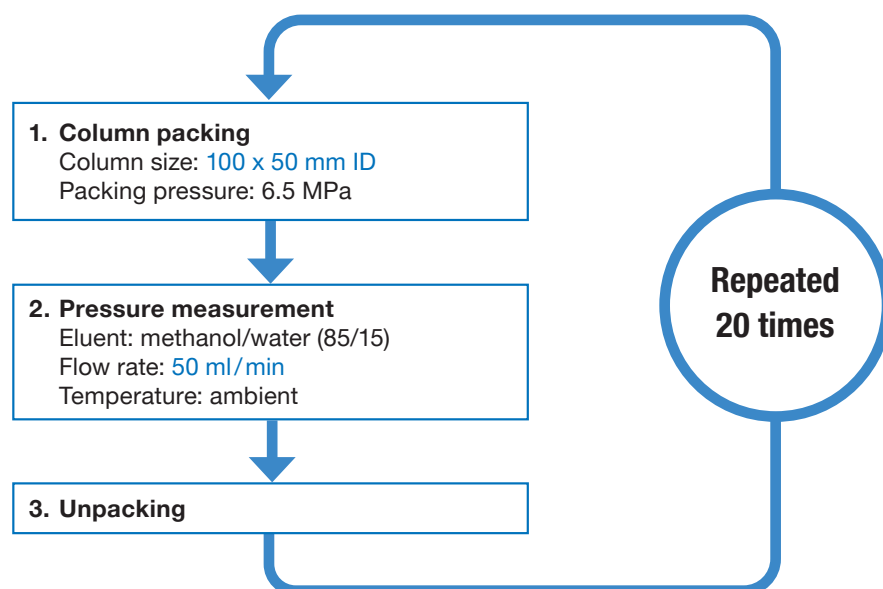 1. Column packing
Column size: 100 x 50 mm ID
Packing pressure: 6.5 MPa
2. Pressure measurement
Eluent: methanol/water (85/15)
Flow rate: 50 ml/min
Temperature: ambient
3. Unpacking
Repeated
20 times